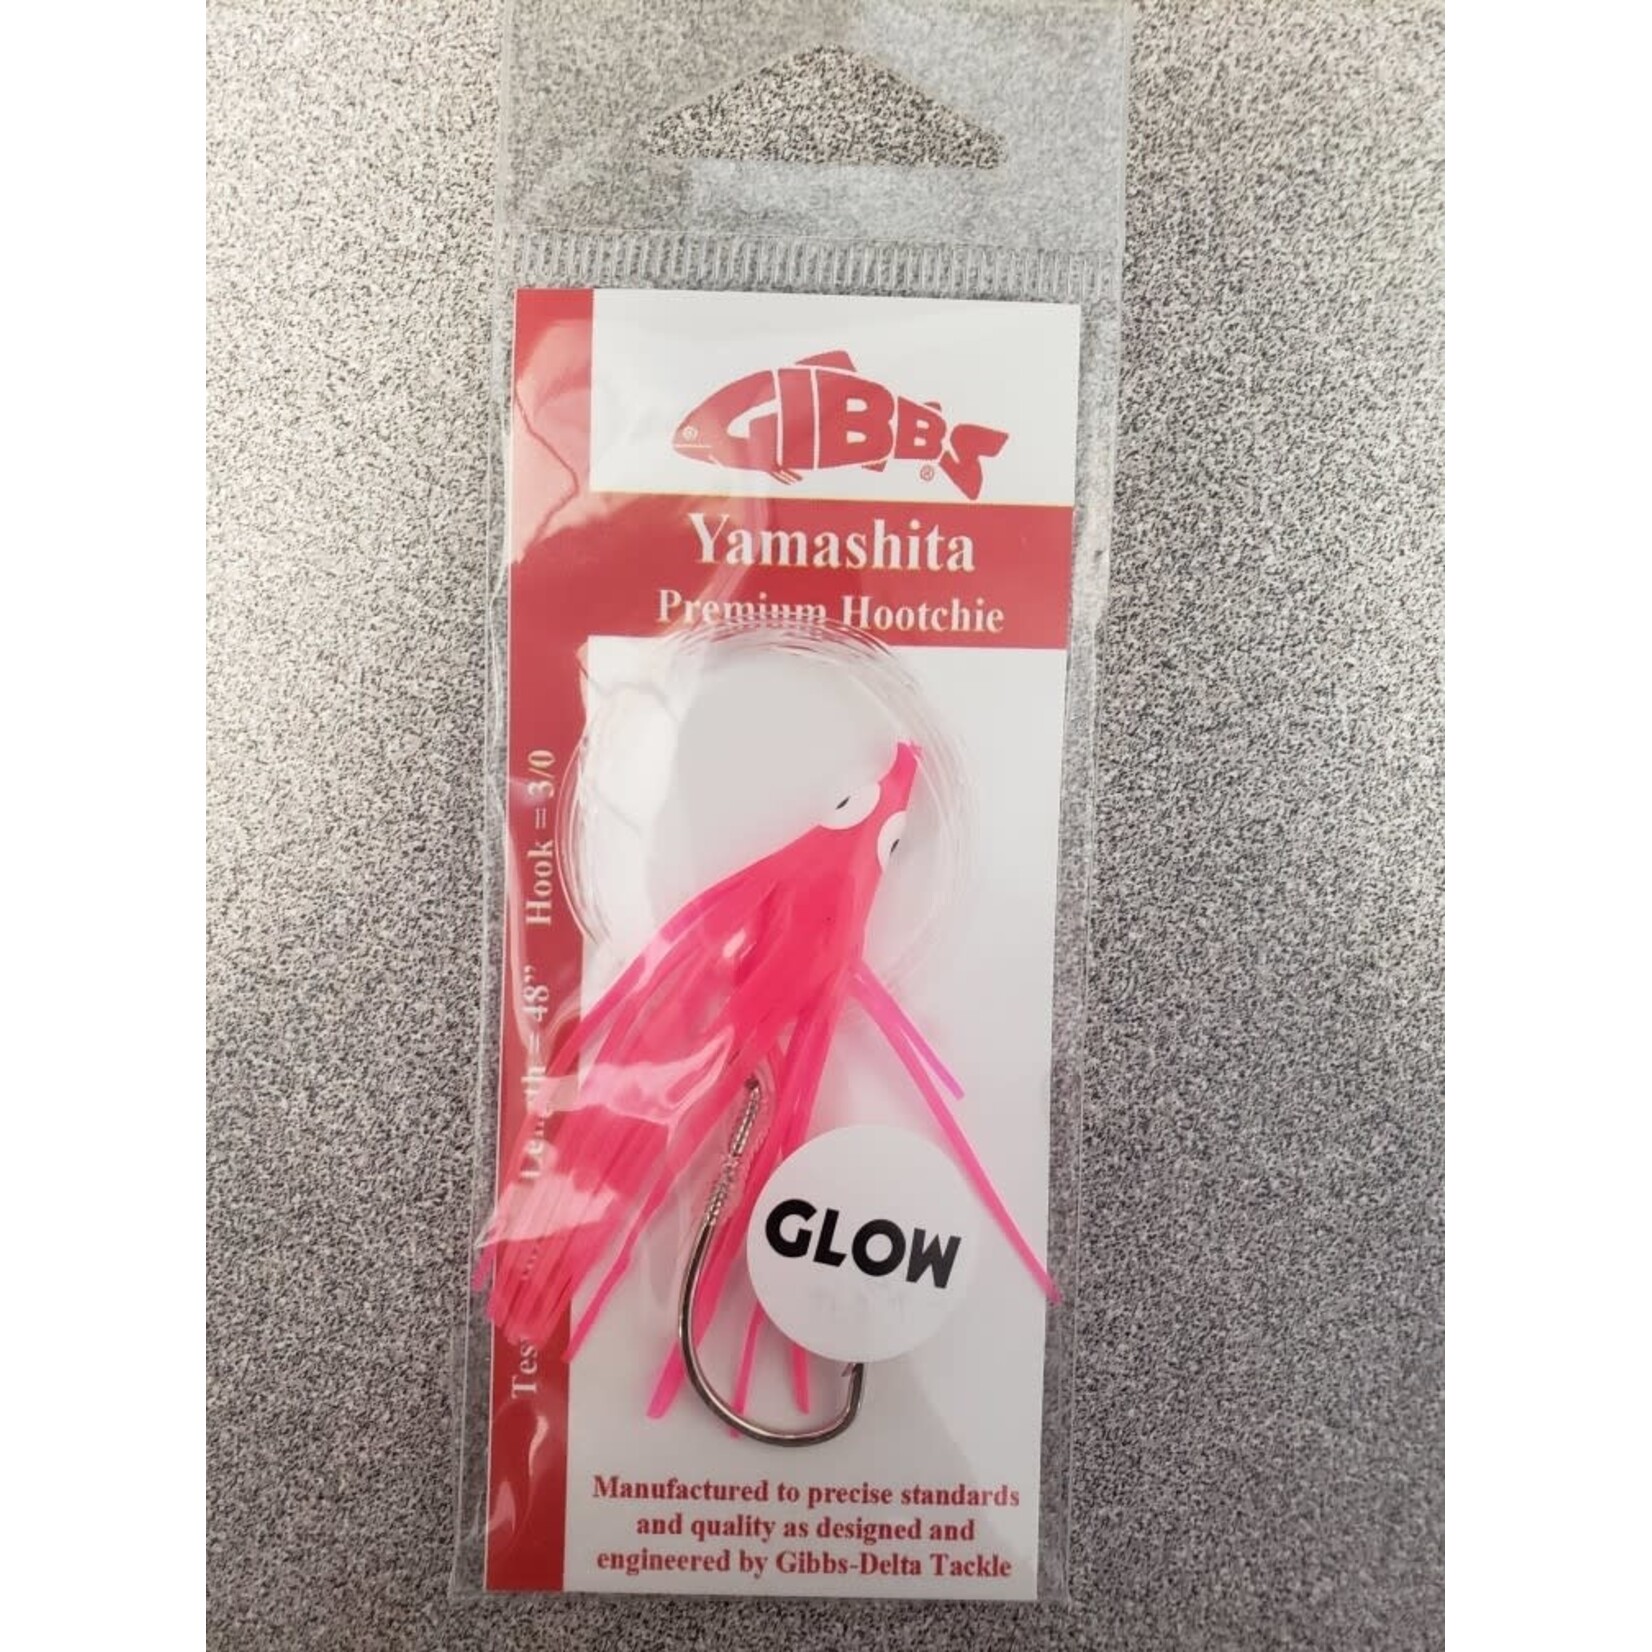 GIBBS®
Yamashita
Premium Hootchie
Length = 48” Hook = 3/0
GLOW
Manufactured to precise standards
and quality as designed and
engineered by Gibbs-Delta Tackle